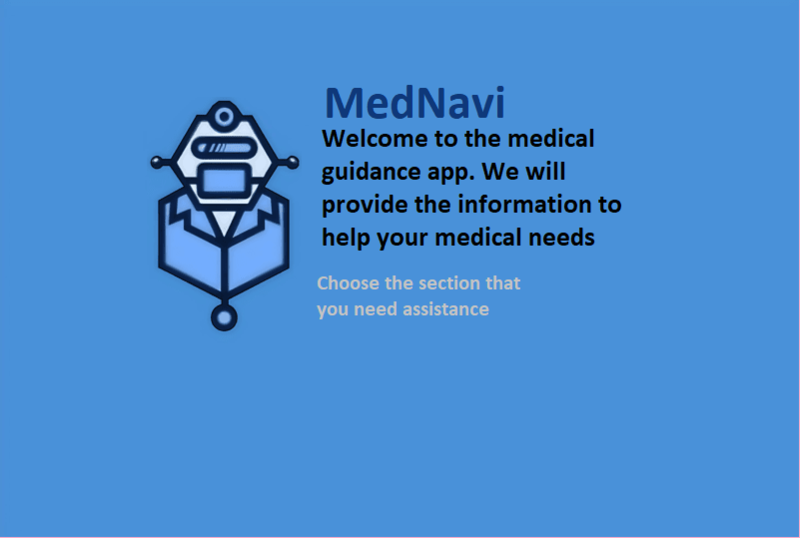 MedNavi
Welcome to the medical
guidance app. We will
provide the information to
help your medical needs
Choose the section that
you need assistance